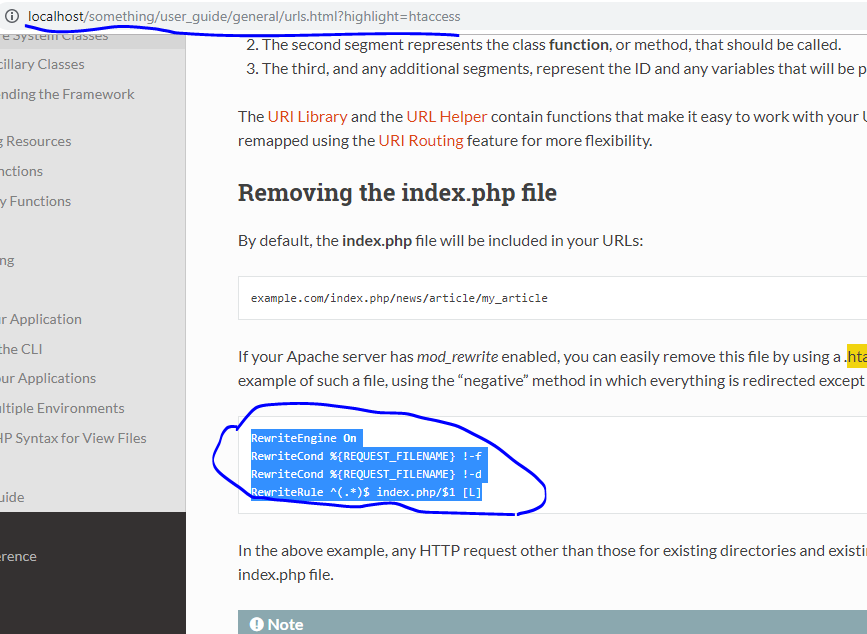 localhost/something/user_guide/general/urls.html?highlight=htaccess
re System Classes
cillary Classes
nding the Framework
g Resources
nctions
y Functions
ng
r Application
the CLI
ur Applications
ltiple Environments
HP Syntax for View Files
uide
erence
2. The second segment represents the class function, or method, that should be called.
3. The third, and any additional segments, represent the ID and any variables that will be p
The URI Library and the URL Helper contain functions that make it easy to work with your U
remapped using the URI Routing feature for more flexibility.
Removing the index.php file
By default, the index.php file will be included in your URLs:
example.com/index.php/news/article/my_article
If your Apache server has mod_rewrite enabled, you can easily remove this file by using a .hta
example of such a file, using the “negative” method in which everything is redirected except
RewriteEngine On
RewriteCond %{REQUEST_FILENAME} !-f
RewriteCond %{REQUEST_FILENAME} !-d
RewriteRule ^(.*)$ index.php/$1 [L]
In the above example, any HTTP request other than those for existing directories and existi
index.php file.
Note